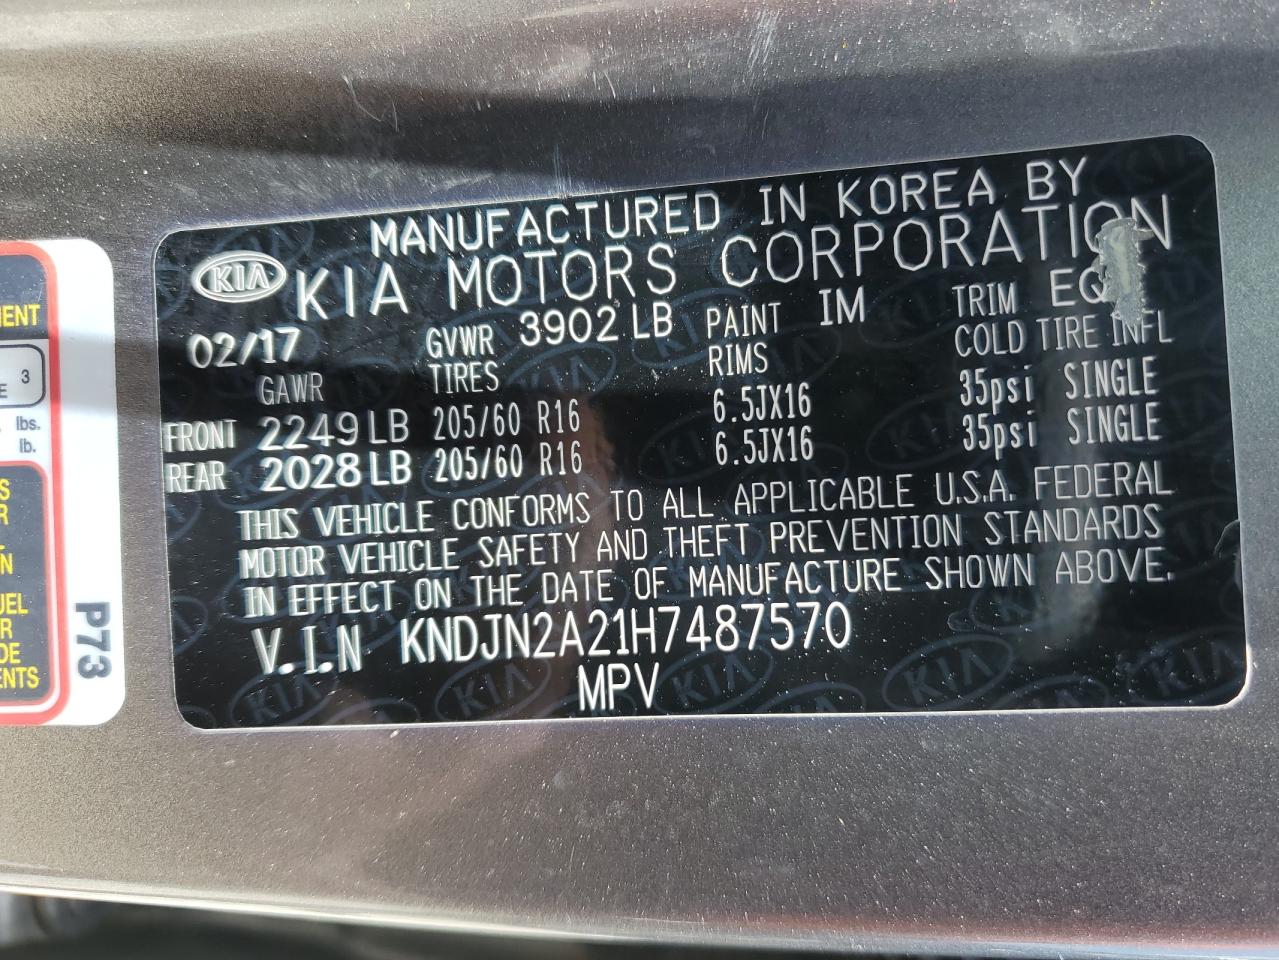 MANUFACTURED IN KOREA BY
KIA KIA MOTORS CORPORATION
02/17 GVWR 3902 LB PAINT IM TRIM
GAWR TIRES RIMS COLD TIRE INFL
FRONT 2249 LB 205/60 R16 6.5JX16 35psi SINGLE
REAR 2028 LB 205/60 R16 6.5JX16 35psi SINGLE
THIS VEHICLE CONFORMS TO ALL APPLICABLE U.S.A. FEDERAL
MOTOR VEHICLE SAFETY AND THEFT PREVENTION STANDARDS
IN EFFECT ON THE DATE OF MANUFACTURE SHOWN ABOVE.
V.I.N KNDJN2A21H7487570
MPV
3
lbs.
lb.
P73